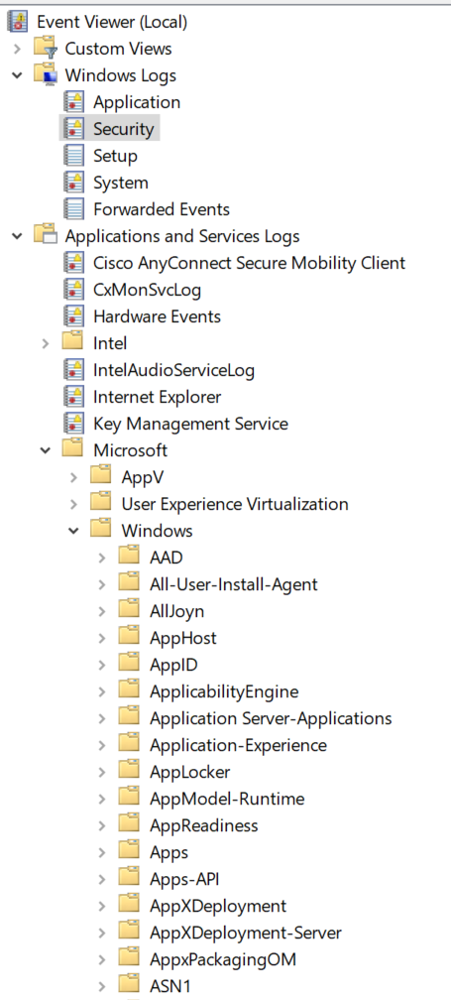 Event Viewer (Local)
Custom Views
Windows Logs
Application
Security
Setup
System
Forwarded Events
Applications and Services Logs
Cisco AnyConnect Secure Mobility Client
CxMonSvcLog
Hardware Events
Intel
IntelAudioServiceLog
Internet Explorer
Key Management Service
Microsoft
AppV
User Experience Virtualization
Windows
AAD
All-User-Install-Agent
AllJoyn
AppHost
AppID
ApplicabilityEngine
Application Server-Applications
Application-Experience
AppLocker
AppModel-Runtime
AppReadiness
Apps
Apps-API
AppXDeployment
AppXDeployment-Server
AppxPackagingOM
ASN1